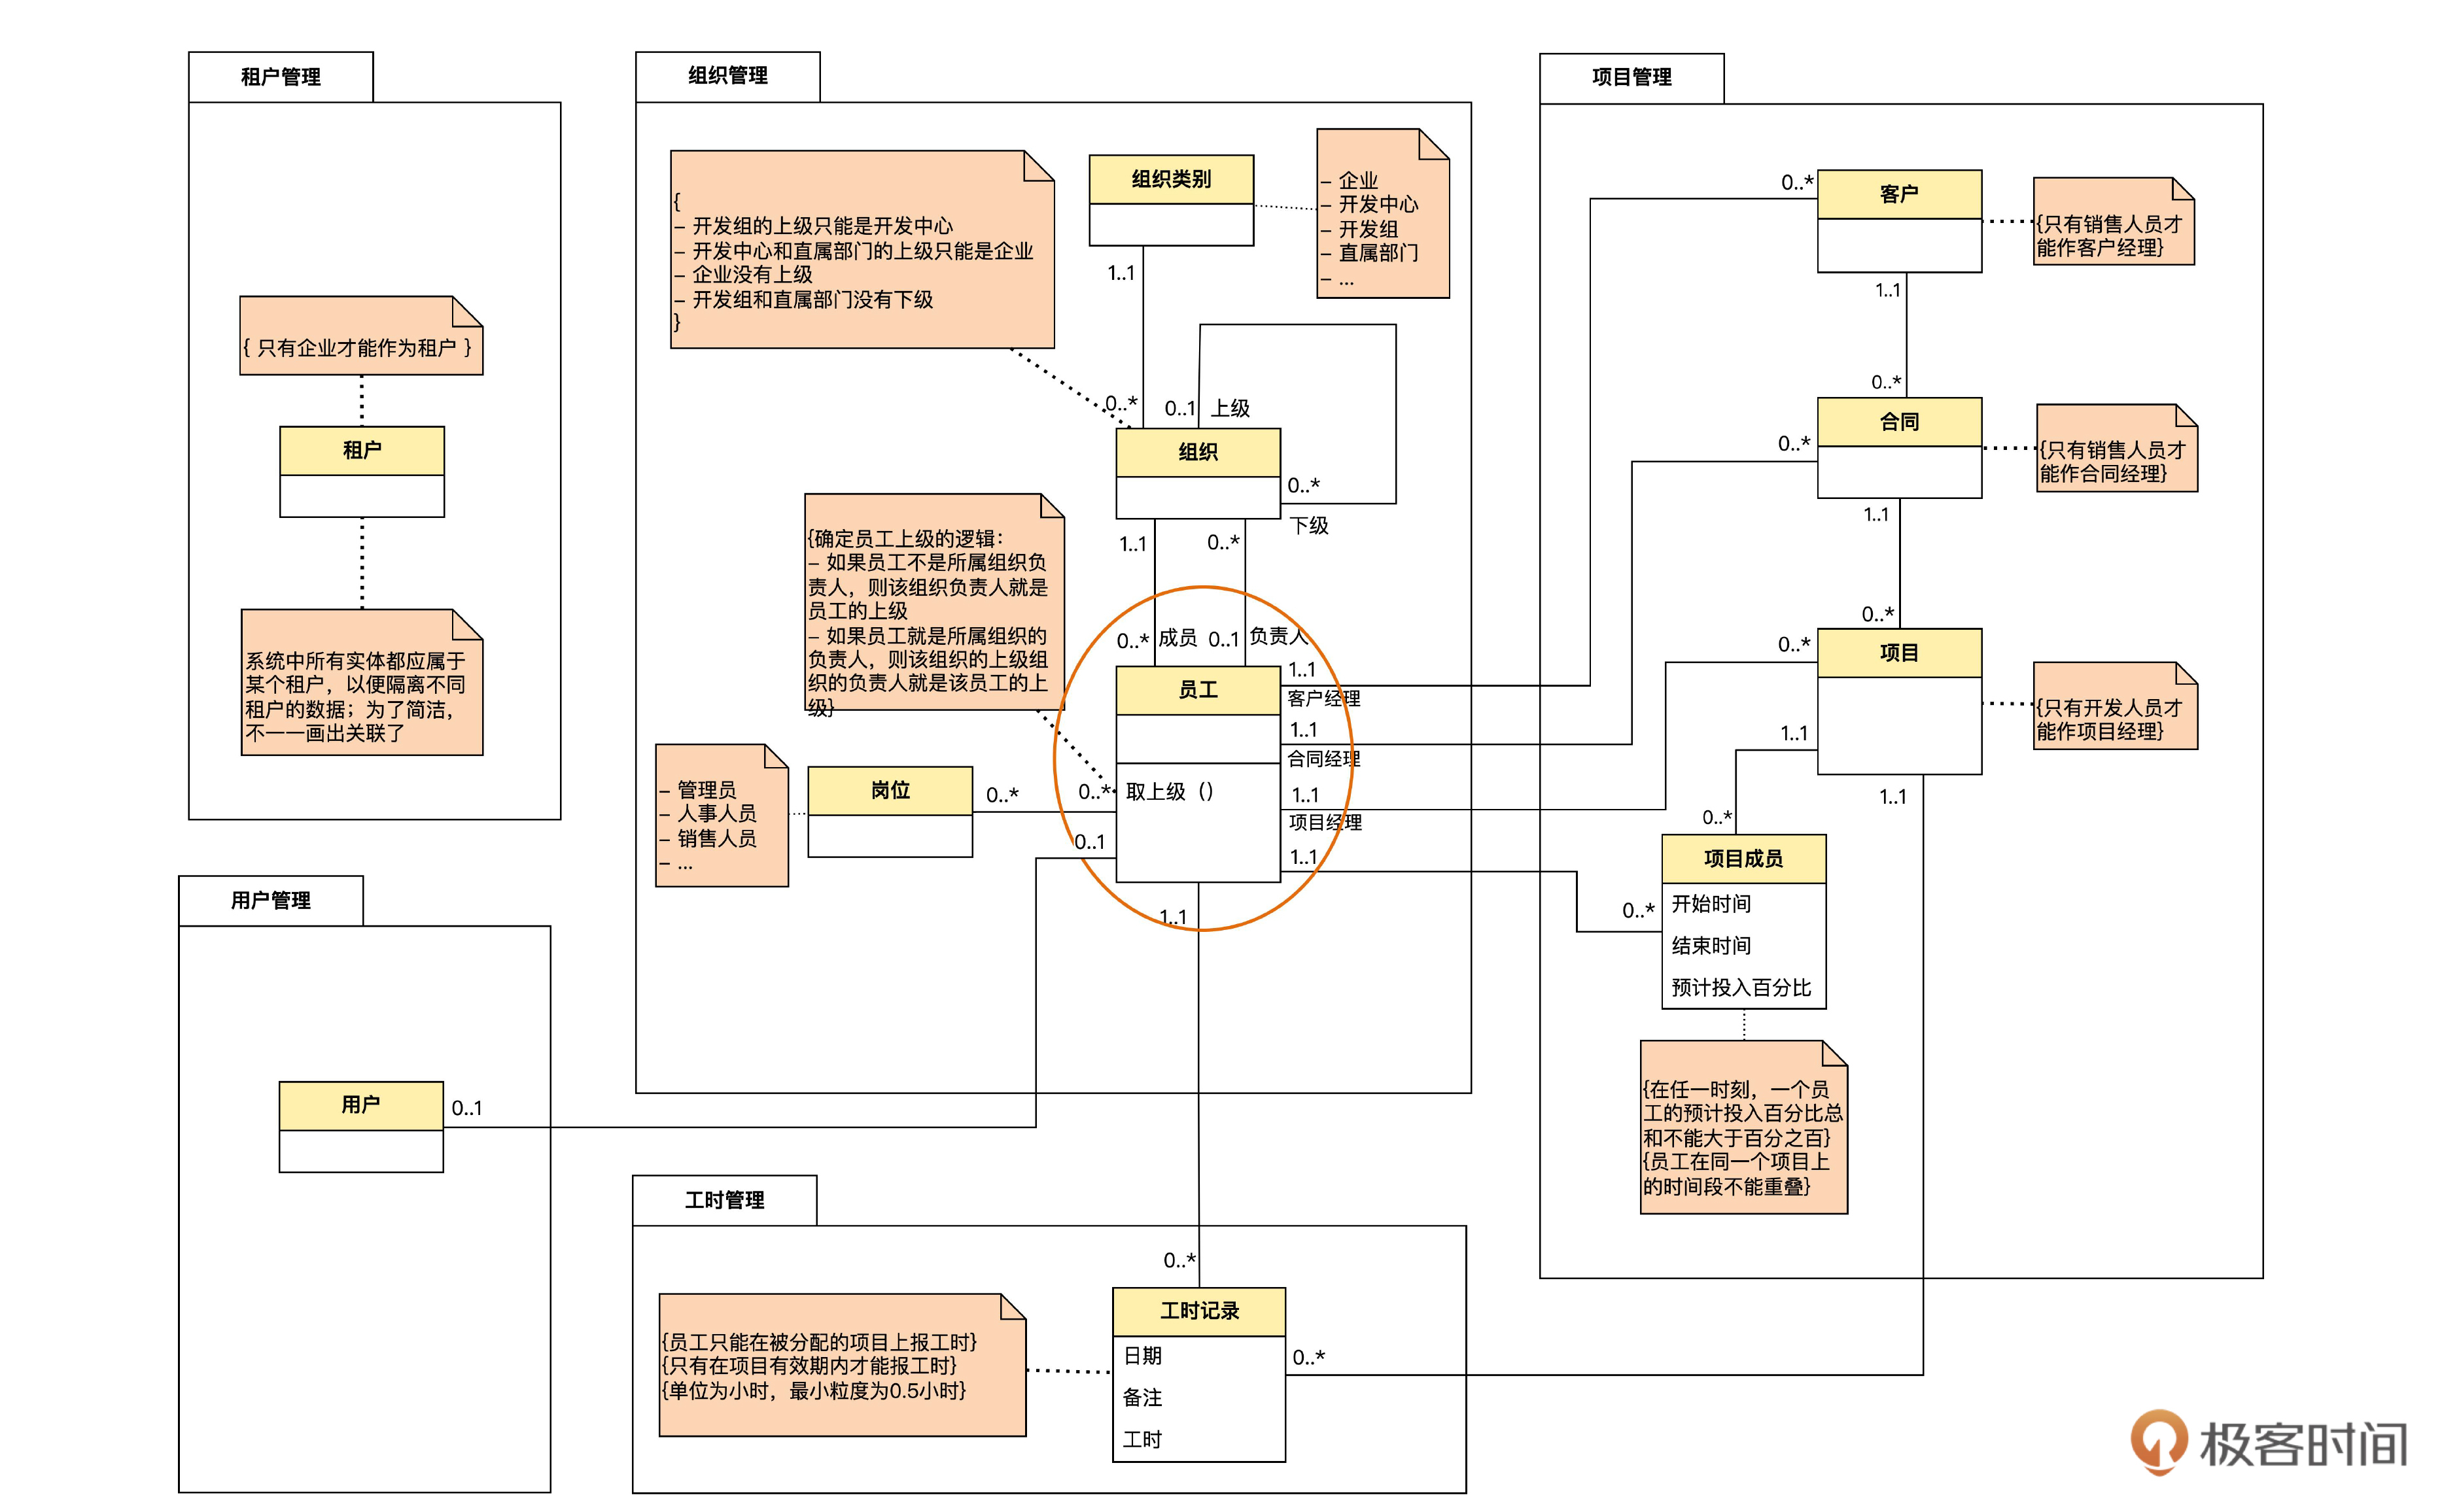 租户管理
{ 只有企业才能作为租户 }
租户
系统中所有实体都应属于
某个租户，以便隔离不同
租户的数据；为了简洁，
不一一画出关联了
用户管理
用户
0..1
组织管理
{
– 开发组的上级只能是开发中心
– 开发中心和直属部门的上级只能是企业
– 企业没有上级
– 开发组和直属部门没有下级
}
组织类别
– 企业
– 开发中心
– 开发组
– 直属部门
– ...
1..1
0..*
0..1 上级
组织
0..*
下级
1..1
0..*
{确定员工上级的逻辑：
– 如果员工不是所属组织负
责人，则该组织负责人就是
员工的上级
– 如果员工就是所属组织的
负责人，则该组织的上级组
织的负责人就是该员工的上
级}
0..* 成员
0..1 负责人
员工
取上级（）
1..1
客户经理
1..1
合同经理
1..1
项目经理
1..1
– 管理员
– 人事人员
– 销售人员
– ...
岗位
0..*
0..*
0..1
1..1
工时管理
0..*
{员工只能在被分配的项目上报工时}
{只有在项目有效期内才能报工时}
{单位为小时，最小粒度为0.5小时}
工时记录
日期
备注
工时
0..*
项目管理
0..*
客户
{只有销售人员才
能作客户经理}
1..1
0..*
合同
0..*
{只有销售人员才
能作合同经理}
1..1
0..*
0..*
项目
{只有开发人员才
能作项目经理}
1..1
1..1
0..*
项目成员
开始时间
结束时间
预计投入百分比
0..*
{在任一时刻，一个员
工的预计投入百分比总
和不能大于百分之百}
{员工在同一个项目上
的时间段不能重叠}
极客时间